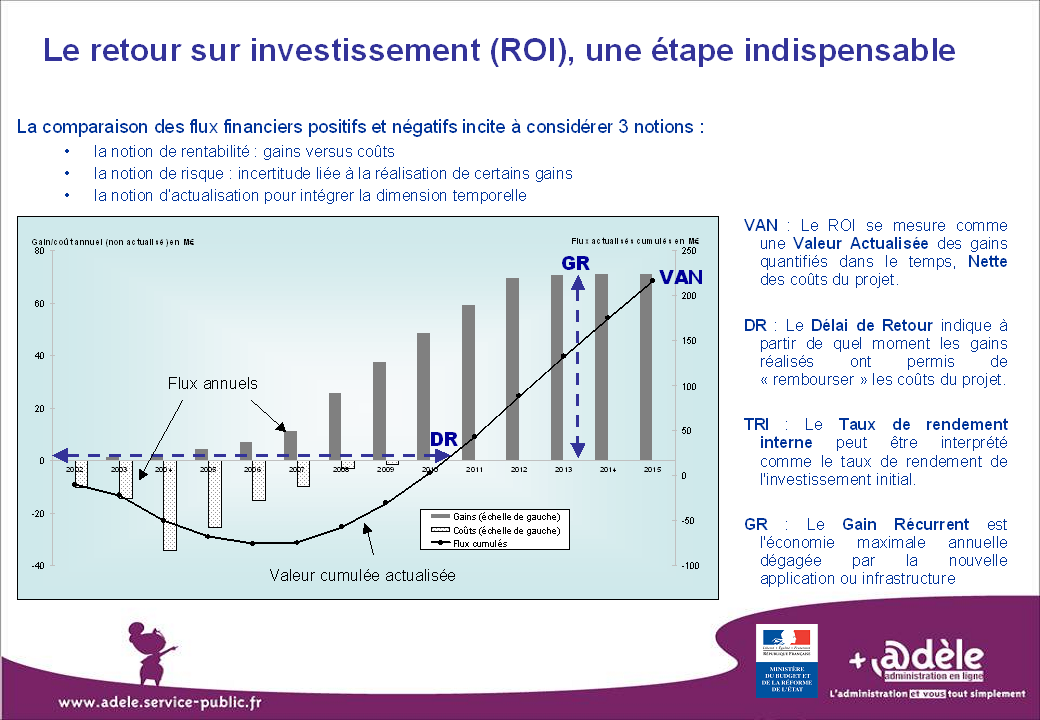 Le retour sur investissement (ROI), une étape indispensable
La comparaison des flux financiers positifs et négatifs incite à considérer 3 notions :
• la notion de rentabilité : gains versus coûts
• la notion de risque : incertitude liée à la réalisation de certains gains
• la notion d'actualisation pour intégrer la dimension temporelle
Gain/coût annuel (non actualisé) en M€
Flux actualisés cumulés en M€
80
60
40
20
0
-20
-40
250
200
150
100
50
0
-50
-100
GR
VAN
Flux annuels
DR
2002 2003 2004 2005 2006 2007 2008 2009 2010 2011 2012 2013 2014 2015
Gains (échelle de gauche)
Coûts (échelle de gauche)
Flux cumulés
Valeur cumulée actualisée
VAN : Le ROI se mesure comme
une Valeur Actualisée des gains
quantifiés dans le temps, Nette
des coûts du projet.
DR : Le Délai de Retour indique à
partir de quel moment les gains
réalisés ont permis de
« rembourser » les coûts du projet.
TRI : Le Taux de rendement
interne peut être interprété
comme le taux de rendement de
l'investissement initial.
GR : Le Gain Récurrent est
l'économie maximale annuelle
dégagée par la nouvelle
application ou infrastructure
www.adele.service-public.fr
Liberté • Égalité • Fraternité
RÉPUBLIQUE FRANÇAISE
MINISTÈRE
DU BUDGET ET
DE LA RÉFORME
DE L'ÉTAT
+ @dèle
administration en ligne
L'administration et vous tout simplement